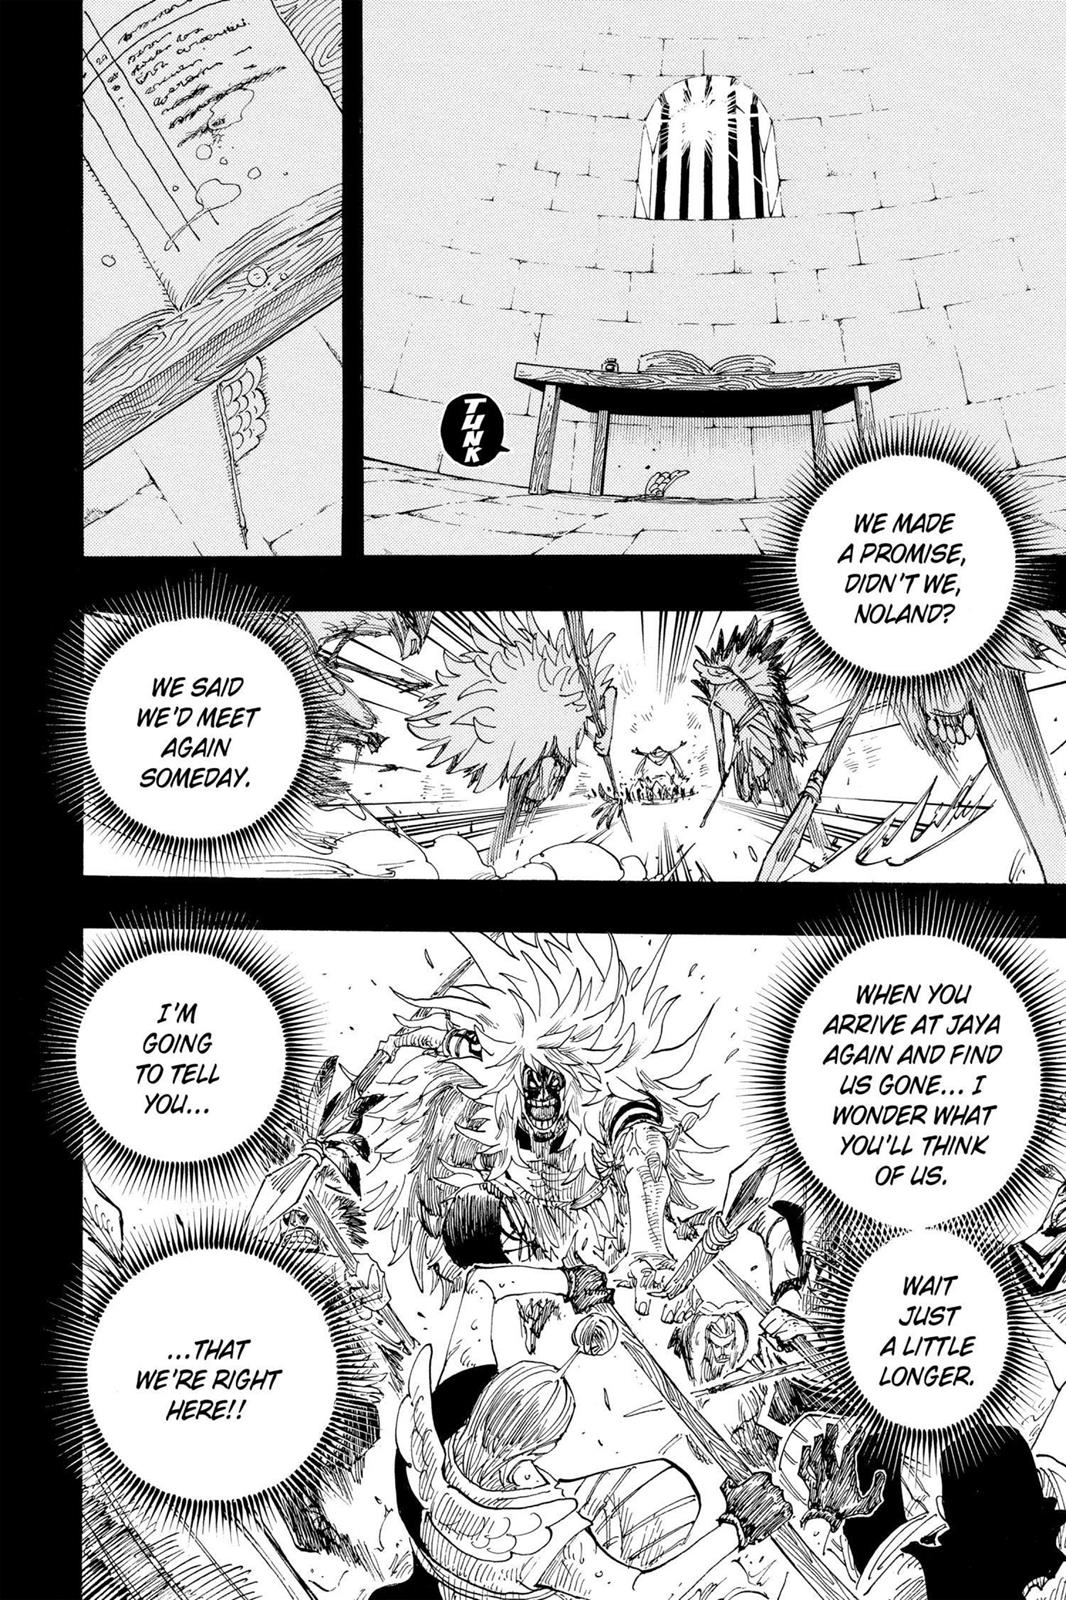 TUNK
WE MADE
A PROMISE,
DIDN'T WE,
NOLAND?
WE SAID
WE'D MEET
AGAIN
SOMEDAY.
WHEN YOU
ARRIVE AT JAYA
AGAIN AND FIND
US GONE... I
WONDER WHAT
YOU'LL THINK
OF US.
I'M
GOING
TO TELL
YOU...
WAIT
JUST
A LITTLE
LONGER.
...THAT
WE'RE RIGHT
HERE!!